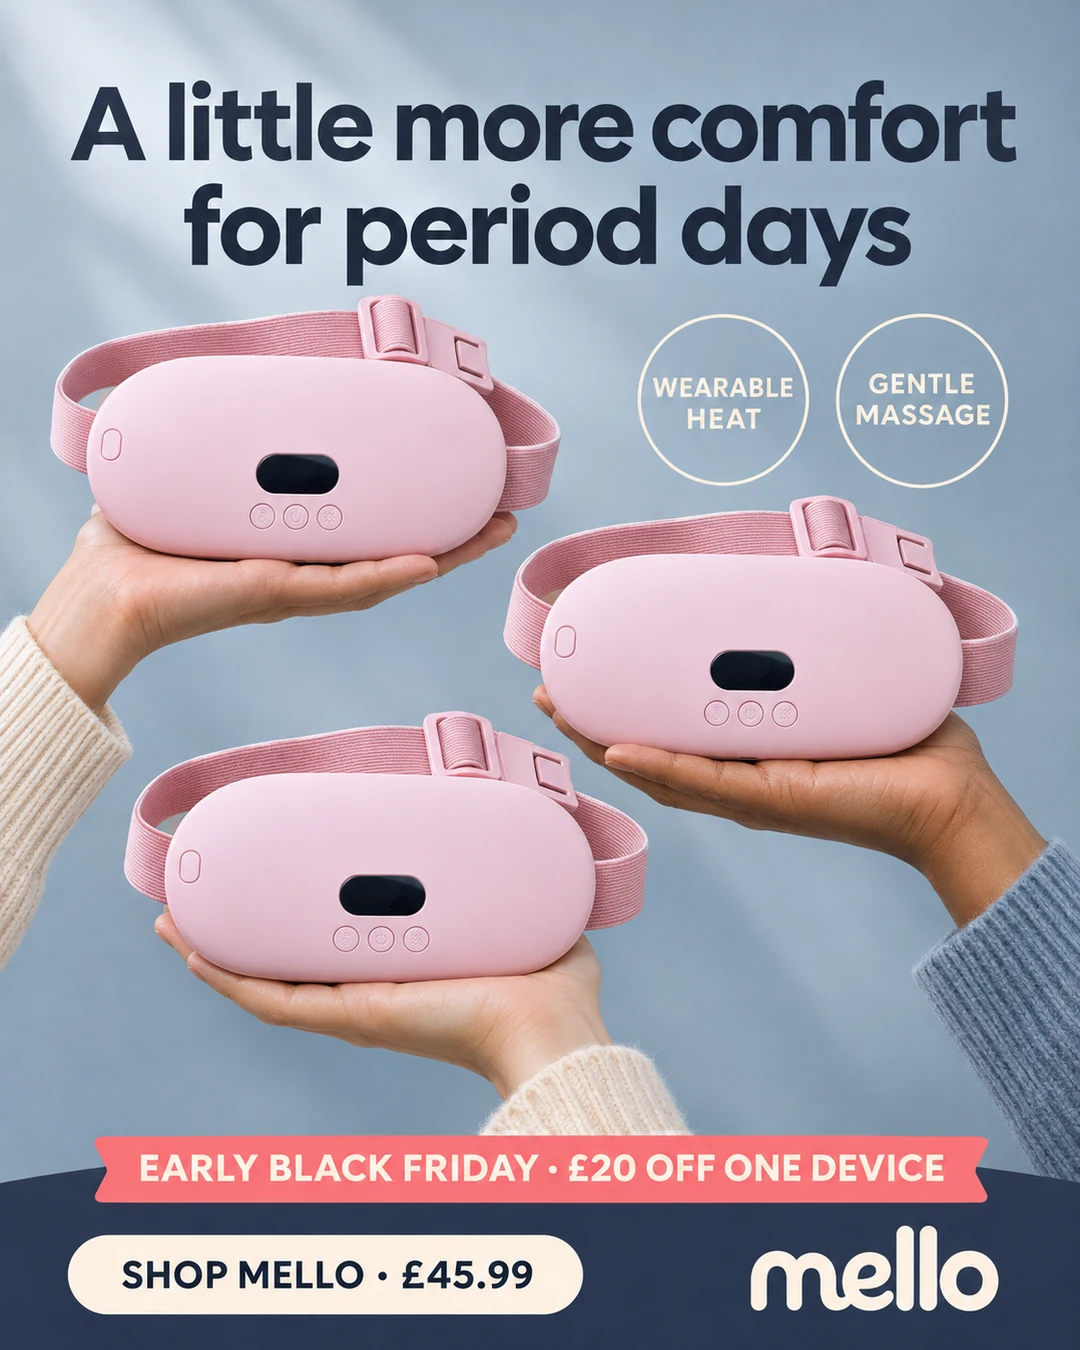 A little more comfort
for period days
WEARABLE
HEAT
GENTLE
MASSAGE
EARLY BLACK FRIDAY · £20 OFF ONE DEVICE
SHOP MELLO · £45.99
mello